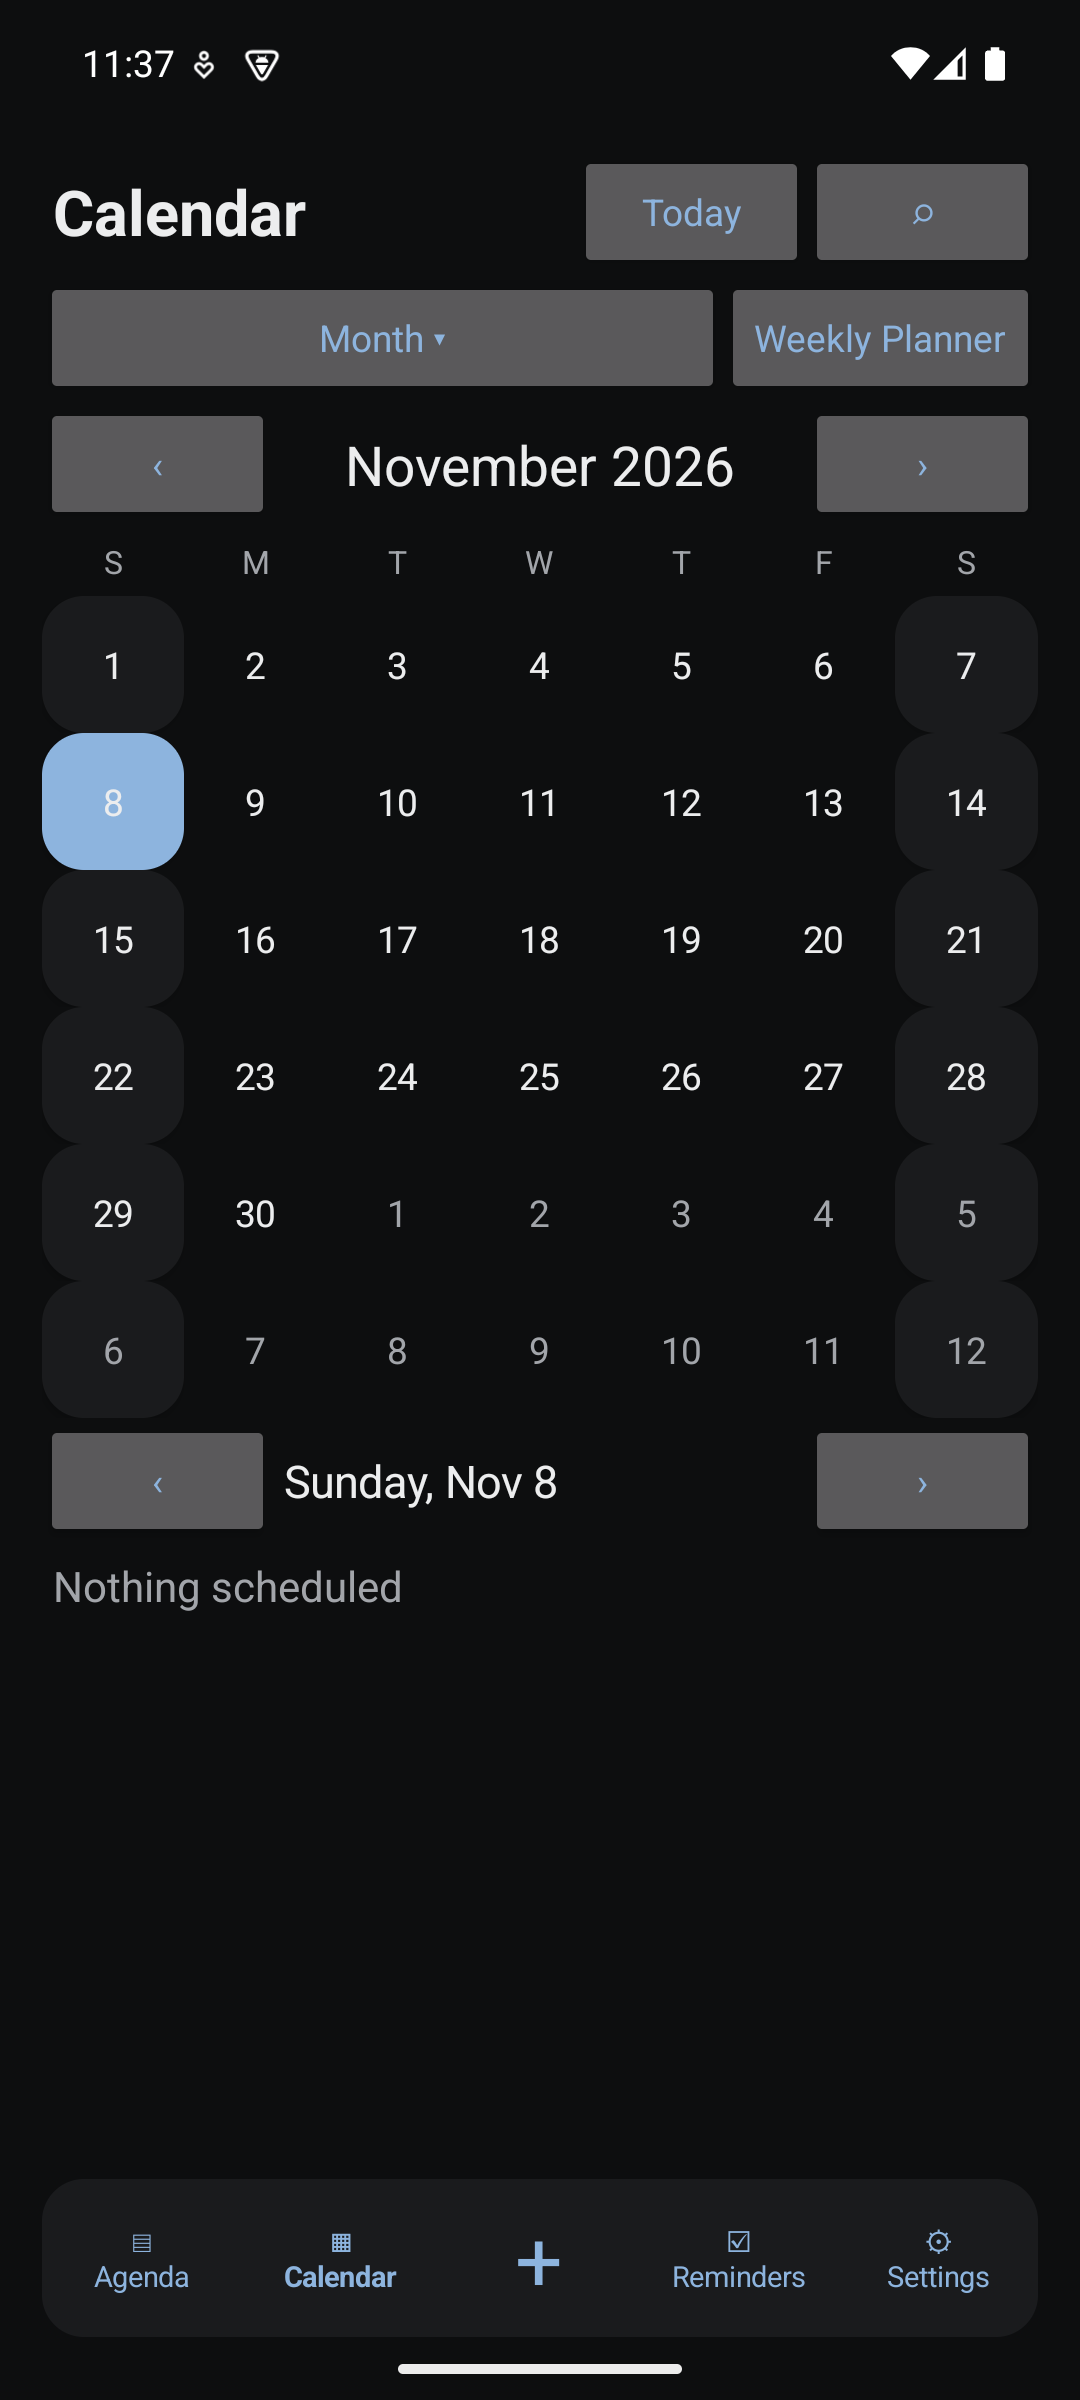 11:37
Calendar
Today
Month ▾
Weekly Planner
‹ November 2026 ›
S M T W T F S
1 2 3 4 5 6 7
8 9 10 11 12 13 14
15 16 17 18 19 20 21
22 23 24 25 26 27 28
29 30 1 2 3 4 5
6 7 8 9 10 11 12
‹ Sunday, Nov 8 ›
Nothing scheduled
Agenda Calendar + Reminders Settings